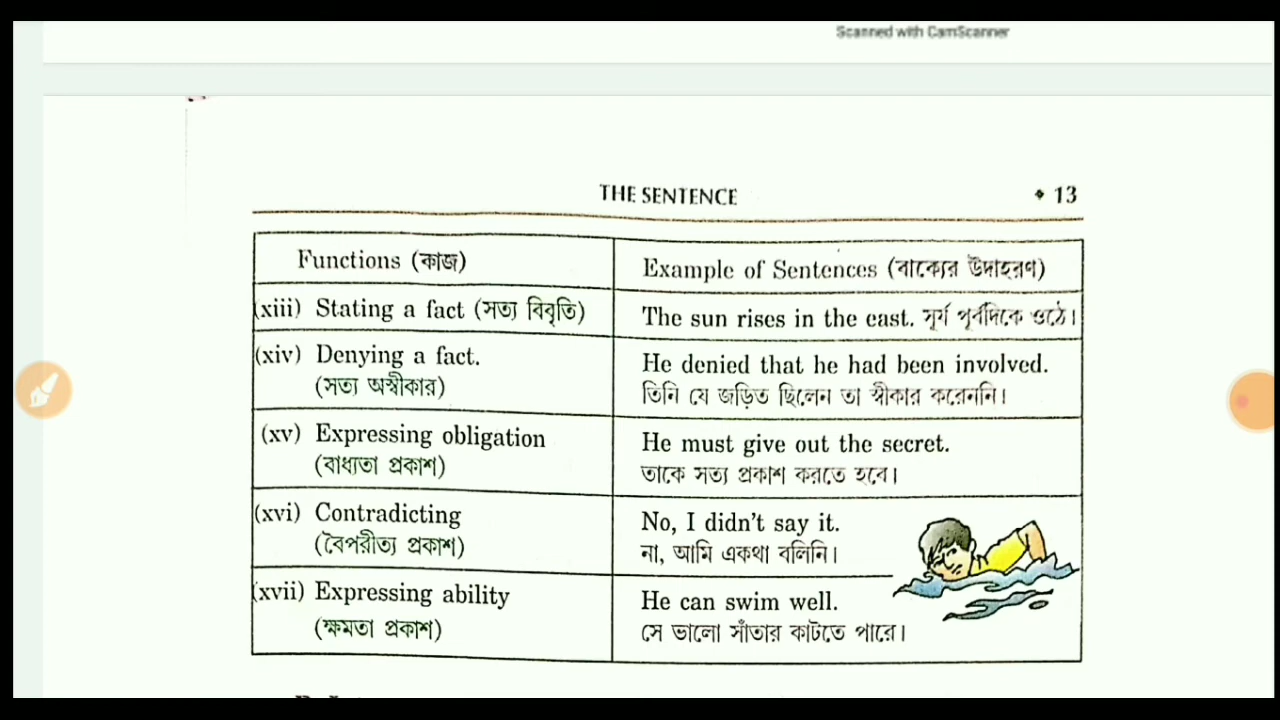 Scanned with CamScanner
THE SENTENCE ◆ 13
Functions (কাজ)
Example of Sentences (বাক্যের উদাহরণ)
(xiii) Stating a fact (সত্য বিবৃতি)
The sun rises in the east. সূর্য পূর্বদিকে ওঠে।
(xiv) Denying a fact.
(সত্য অস্বীকার)
He denied that he had been involved.
তিনি যে জড়িত ছিলেন তা স্বীকার করেননি।
(xv) Expressing obligation
(বাধ্যতা প্রকাশ)
He must give out the secret.
তাকে সত্য প্রকাশ করতে হবে।
(xvi) Contradicting
(বৈপরীত্য প্রকাশ)
No, I didn't say it.
না, আমি একথা বলিনি।
(xvii) Expressing ability
(ক্ষমতা প্রকাশ)
He can swim well.
সে ভালো সাঁতার কাটতে পারে।